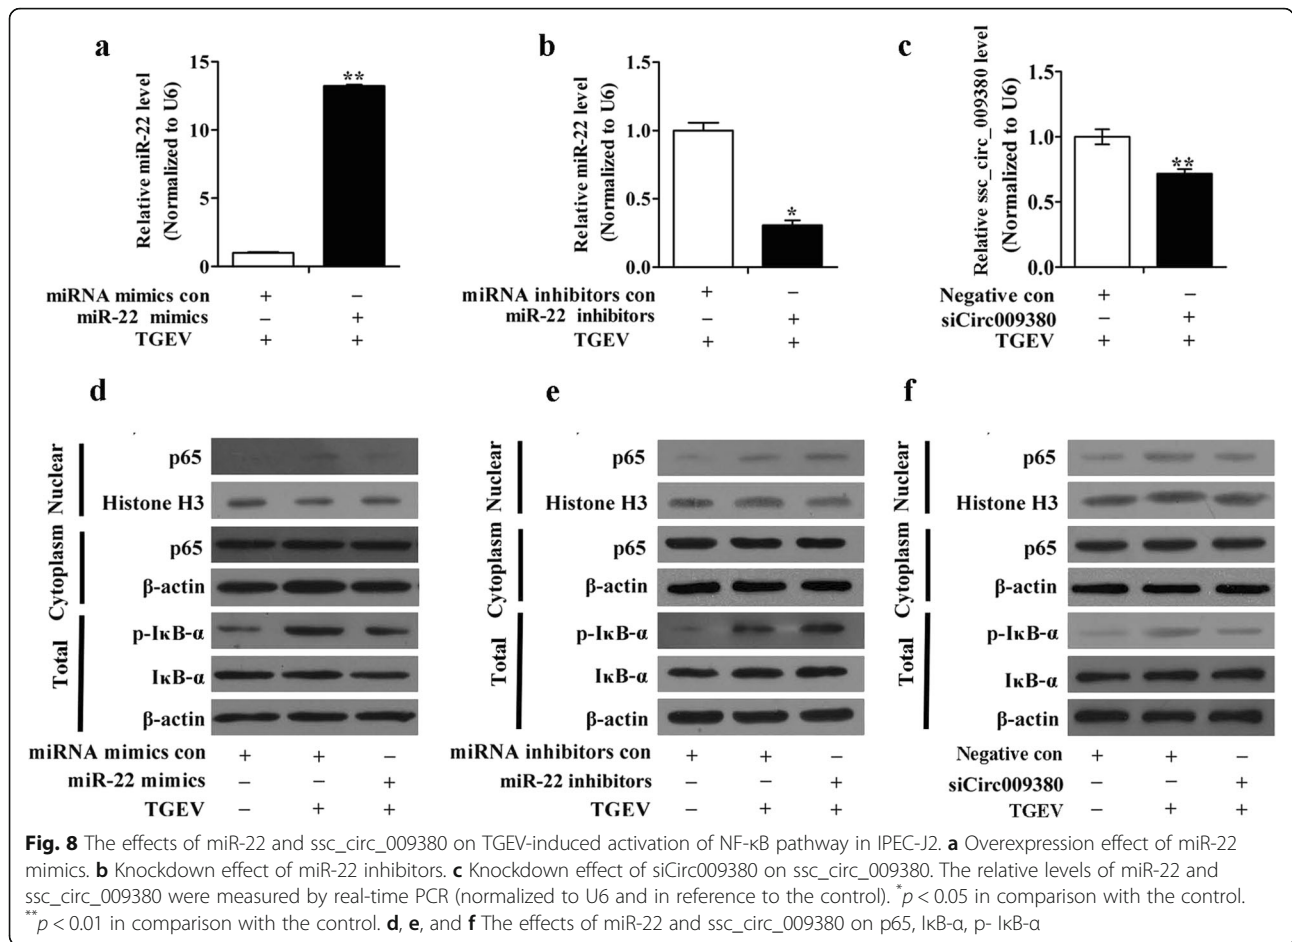 a
Relative miR-22 level
(Normalized to U6)
15
10
5
0
**
miRNA mimics con + −
miR-22 mimics − +
TGEV + +
b
Relative miR-22 level
(Normalized to U6)
1.5
1.0
0.5
0.0
*
miRNA inhibitors con + −
miR-22 inhibitors − +
TGEV + +
c
Relative ssc_circ_009380 level
(Normalized to U6)
1.5
1.0
0.5
0.0
**
Negative con + −
siCirc009380 − +
TGEV + +
d
Nuclear
p65
Histone H3
Cytoplasm
p65
β-actin
Total
p-IκB-α
IκB-α
β-actin
miRNA mimics con + + −
miR-22 mimics − − +
TGEV − + +
e
Nuclear
p65
Histone H3
Cytoplasm
p65
β-actin
Total
p-IκB-α
IκB-α
β-actin
miRNA inhibitors con + + −
miR-22 inhibitors − − +
TGEV − + +
f
Nuclear
p65
Histone H3
Cytoplasm
p65
β-actin
Total
p-IκB-α
IκB-α
β-actin
Negative con + + −
siCirc009380 − − +
TGEV − + +
Fig. 8 The effects of miR-22 and ssc_circ_009380 on TGEV-induced activation of NF-κB pathway in IPEC-J2. a Overexpression effect of miR-22
mimics. b Knockdown effect of miR-22 inhibitors. c Knockdown effect of siCirc009380 on ssc_circ_009380. The relative levels of miR-22 and
ssc_circ_009380 were measured by real-time PCR (normalized to U6 and in reference to the control). *p < 0.05 in comparison with the control.
**p < 0.01 in comparison with the control. d, e, and f The effects of miR-22 and ssc_circ_009380 on p65, IκB-α, p- IκB-α